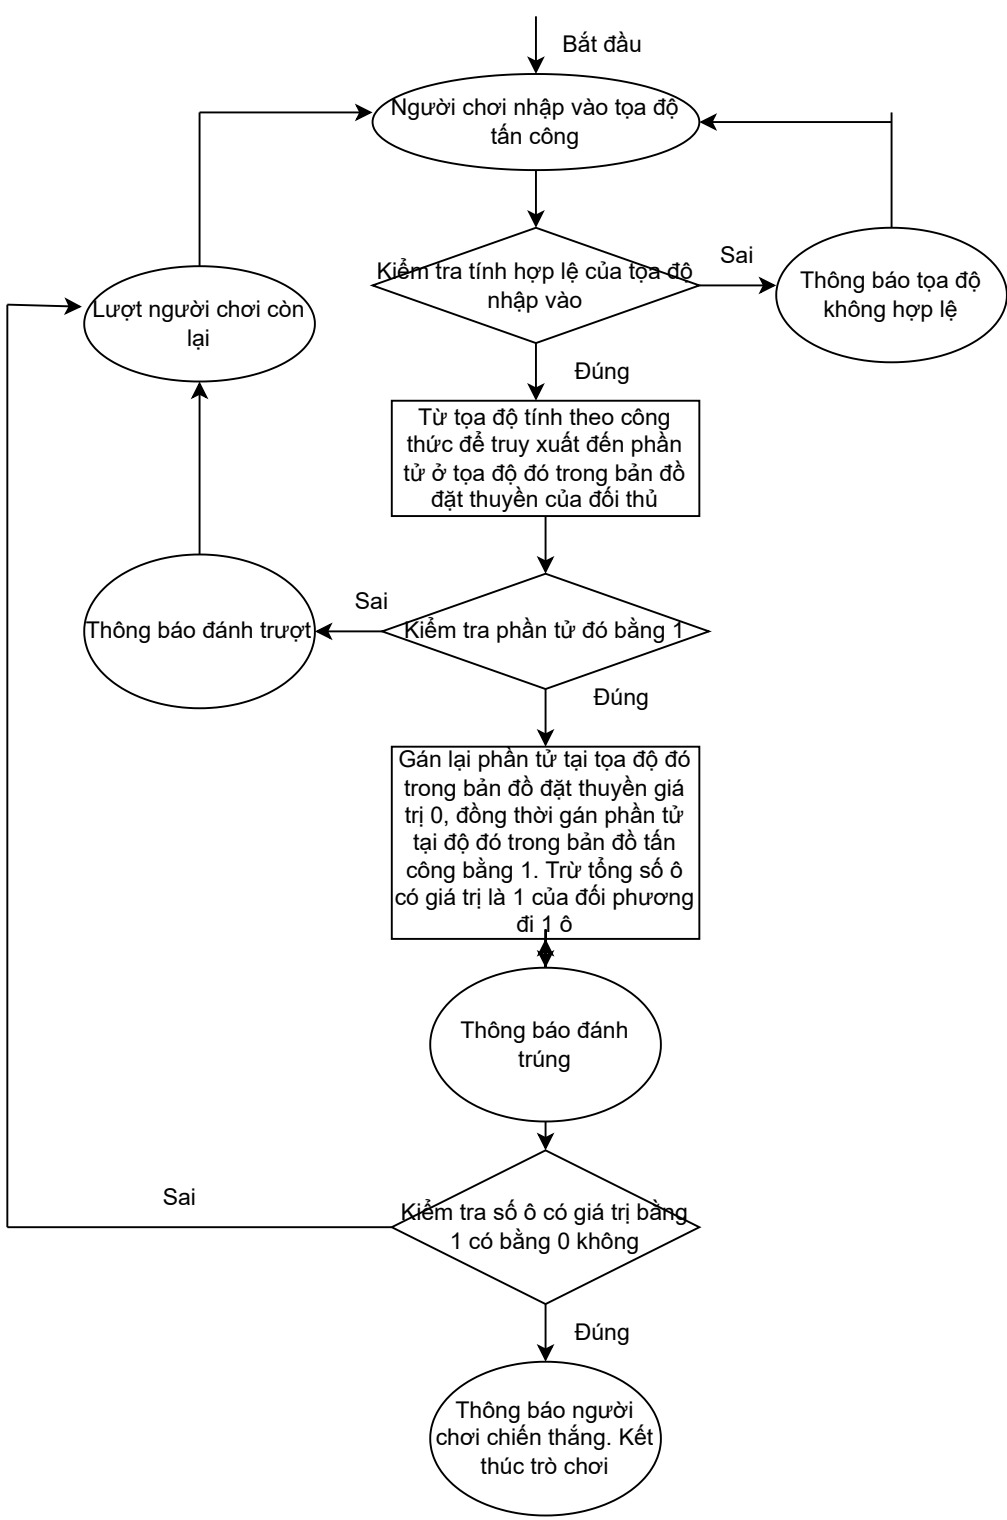 Bắt đầu
Người chơi nhập vào tọa độ
tấn công
Kiểm tra tính hợp lệ của tọa độ
nhập vào
Sai
Thông báo tọa độ
không hợp lệ
Lượt người chơi còn
lại
Đúng
Từ tọa độ tính theo công
thức để truy xuất đến phần
tử ở tọa độ đó trong bản đồ
đặt thuyền của đối thủ
Sai
Thông báo đánh trượt
Kiểm tra phần tử đó bằng 1
Đúng
Gán lại phần tử tại tọa độ đó
trong bản đồ đặt thuyền giá
trị 0, đồng thời gán phần tử
tại độ đó trong bản đồ tấn
công bằng 1. Trừ tổng số ô
có giá trị là 1 của đối phương
đi 1 ô
Thông báo đánh
trúng
Sai
Kiểm tra số ô có giá trị bằng
1 có bằng 0 không
Đúng
Thông báo người
chơi chiến thắng. Kết
thúc trò chơi